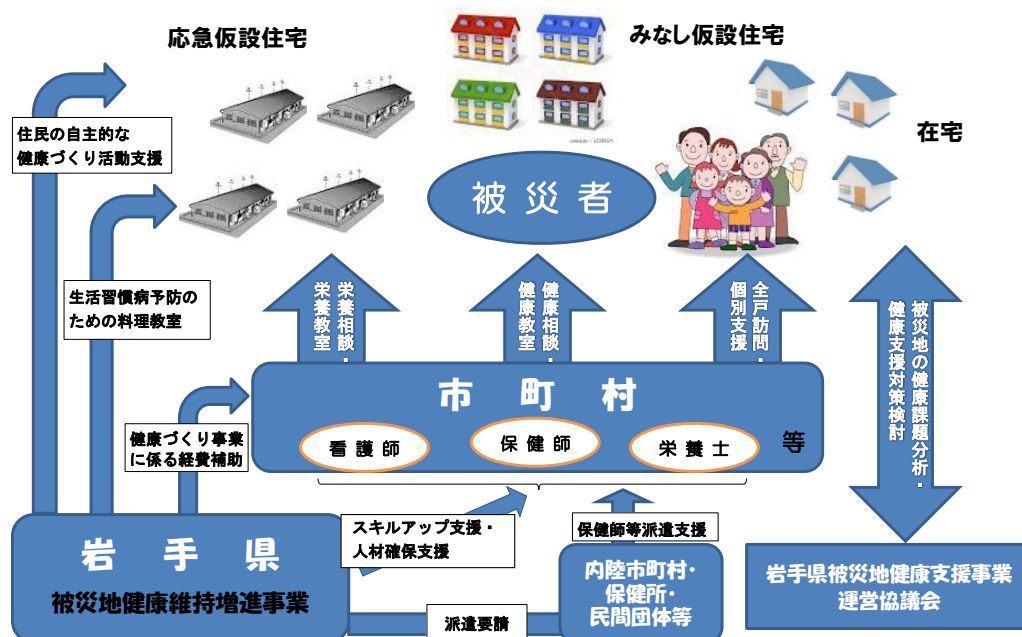 応急仮設住宅
みなし仮設住宅
在宅
住民の自主的な
健康づくり活動支援
被災者
生活習慣病予防の
ための料理教室
栄養相談・
栄養教室
健康相談・
健康教室
全戸訪問・
個別支援
被災地の健康課題分析・
健康支援対策検討
市町村
看護師
保健師
栄養士
等
健康づくり事業
に係る経費補助
スキルアップ支援・
人材確保支援
保健師等派遣支援
岩手県
被災地健康維持増進事業
派遣要請
内陸市町村・
保健所・
民間団体等
岩手県被災地健康支援事業
運営協議会